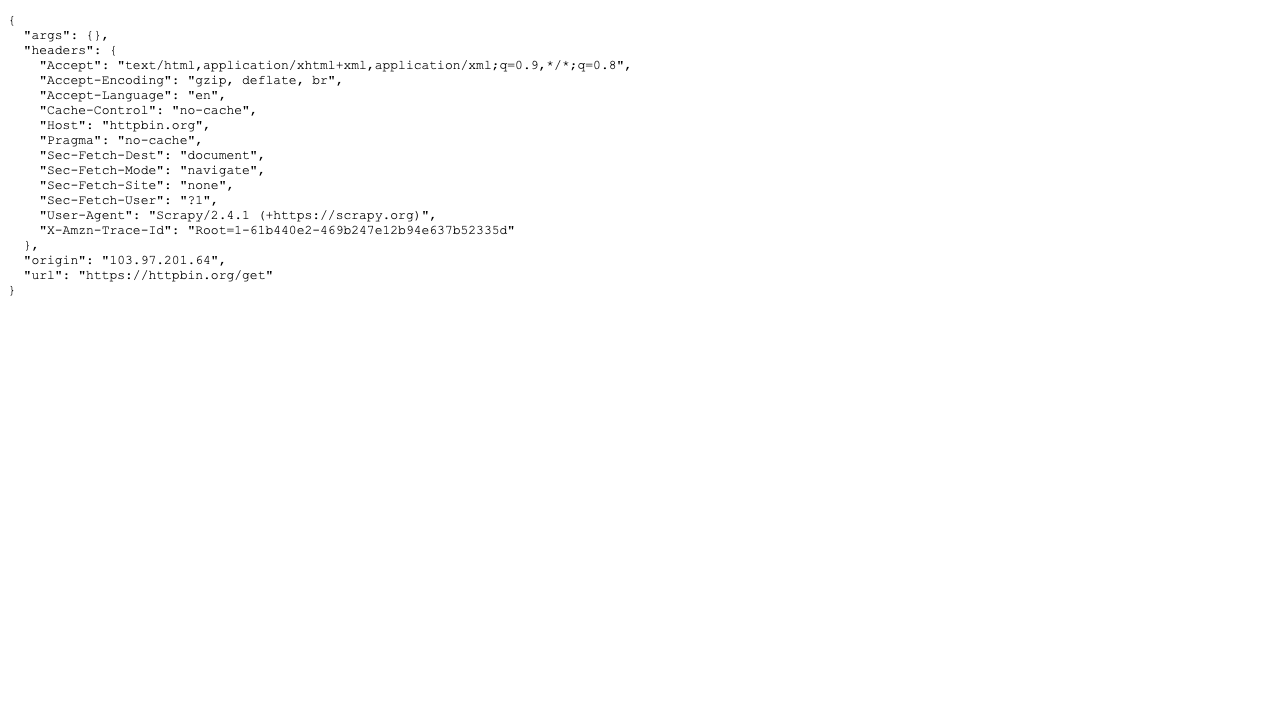 {
  "args": {},
  "headers": {
    "Accept": "text/html,application/xhtml+xml,application/xml;q=0.9,*/*;q=0.8",
    "Accept-Encoding": "gzip, deflate, br",
    "Accept-Language": "en",
    "Cache-Control": "no-cache",
    "Host": "httpbin.org",
    "Pragma": "no-cache",
    "Sec-Fetch-Dest": "document",
    "Sec-Fetch-Mode": "navigate",
    "Sec-Fetch-Site": "none",
    "Sec-Fetch-User": "?1",
    "User-Agent": "Scrapy/2.4.1 (+https://scrapy.org)",
    "X-Amzn-Trace-Id": "Root=1-61b440e2-469b247e12b94e637b52335d"
  },
  "origin": "103.97.201.64",
  "url": "https://httpbin.org/get"
}